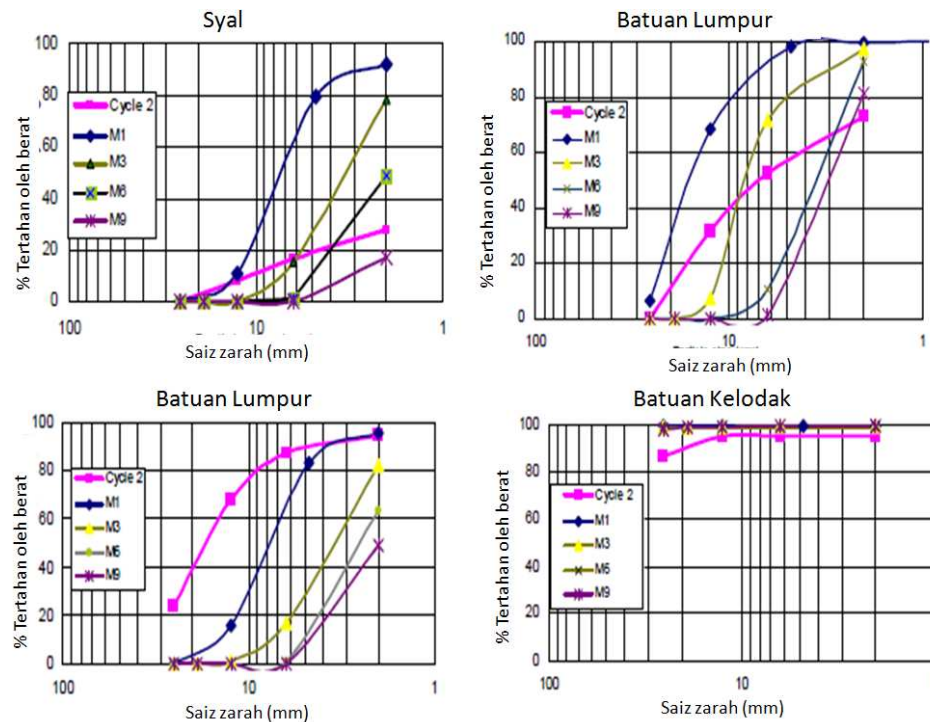 Syal
% Tertahan oleh berat
100
80
60
40
20
0
Cycle 2
M1
M3
M6
M9
100
10
1
Saiz zarah (mm)
Batuan Lumpur
% Tertahan oleh berat
100
80
60
40
20
0
Cycle 2
M1
M3
M6
M9
100
10
1
Saiz zarah (mm)
Batuan Lumpur
% Tertahan oleh berat
100
80
60
40
20
0
Cycle 2
M1
M3
M6
M9
100
10
1
Saiz zarah (mm)
Batuan Kelodak
% Tertahan oleh berat
100
80
60
40
20
0
Cycle 2
M1
M3
M6
M9
100
10
1
Saiz zarah (mm)